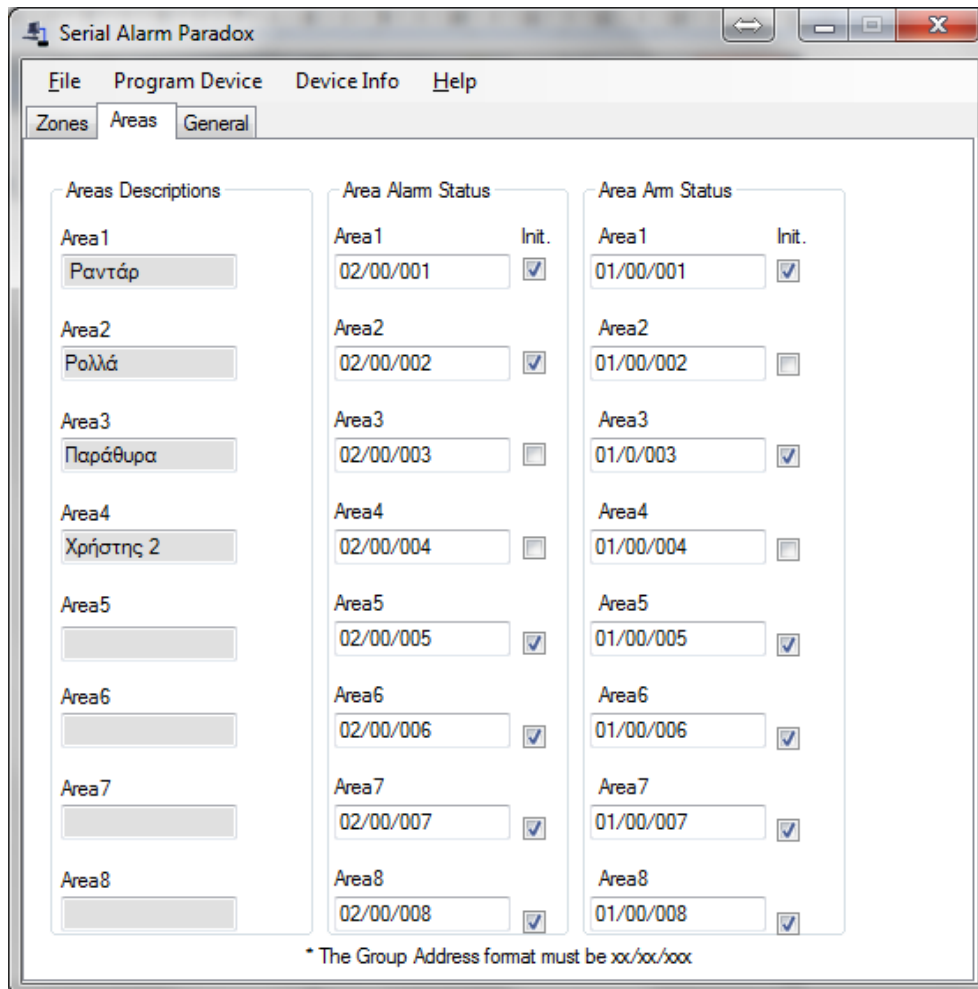 Serial Alarm Paradox
File Program Device Device Info Help
Zones Areas General
Areas Descriptions Area Alarm Status Area Arm Status
Area1 Area1 Init. Area1 Init.
Ραντάρ 02/00/001 01/00/001
Area2 Area2 Area2
Ρολλά 02/00/002 01/00/002
Area3 Area3 Area3
Παράθυρα 02/00/003 01/0/003
Area4 Area4 Area4
Χρήστης 2 02/00/004 01/00/004
Area5 Area5 Area5
02/00/005 01/00/005
Area6 Area6 Area6
02/00/006 01/00/006
Area7 Area7 Area7
02/00/007 01/00/007
Area8 Area8 Area8
02/00/008 01/00/008
* The Group Address format must be xx/xx/xxx